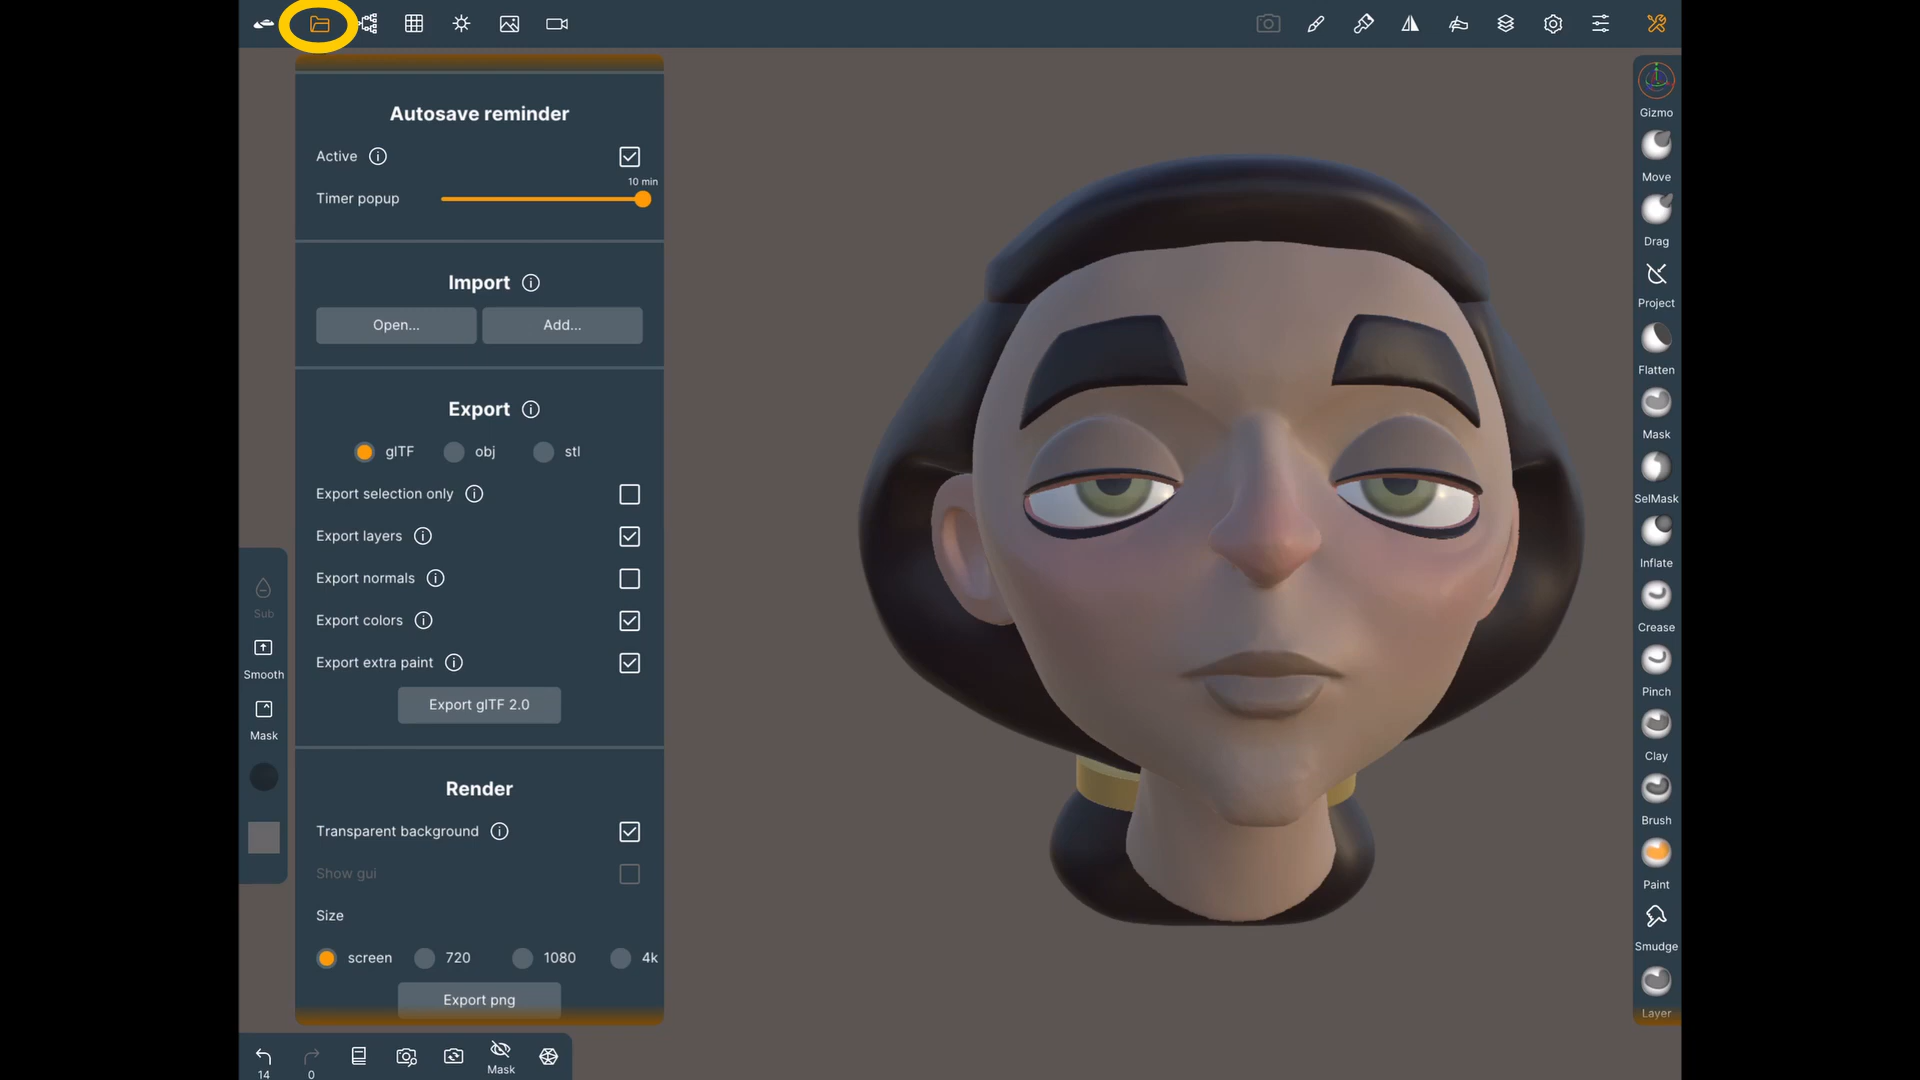 Autosave reminder
Active
10 min
Timer popup
Import
Open...
Add...
Export
glTF
obj
stl
Export selection only
Export layers
Export normals
Export colors
Export extra paint
Export glTF 2.0
Render
Transparent background
Show gui
Size
screen
720
1080
4k
Export png
Sub
Smooth
Mask
14
0
Mask
Gizmo
Move
Drag
Project
Flatten
Mask
SelMask
Inflate
Crease
Pinch
Clay
Brush
Paint
Smudge
Layer